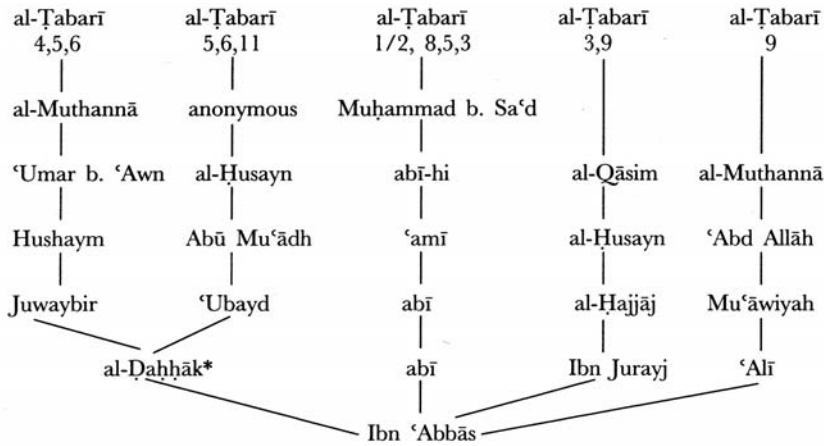 al-Ṭabarī al-Ṭabarī al-Ṭabarī al-Ṭabarī al-Ṭabarī
4,5,6 5,6,11 1/2, 8,5,3 3,9 9
al-Muthannā anonymous Muḥammad b. Saʿd
ʿUmar b. ʿAwn al-Ḥusayn abī-hi al-Qāsim al-Muthannā
Hushaym Abū Muʿādh ʿamī al-Ḥusayn ʿAbd Allāh
Juwaybir ʿUbayd abī al-Ḥajjāj Muʿāwiyah
al-Ḍaḥḥāk* abī Ibn Jurayj ʿAlī
Ibn ʿAbbās